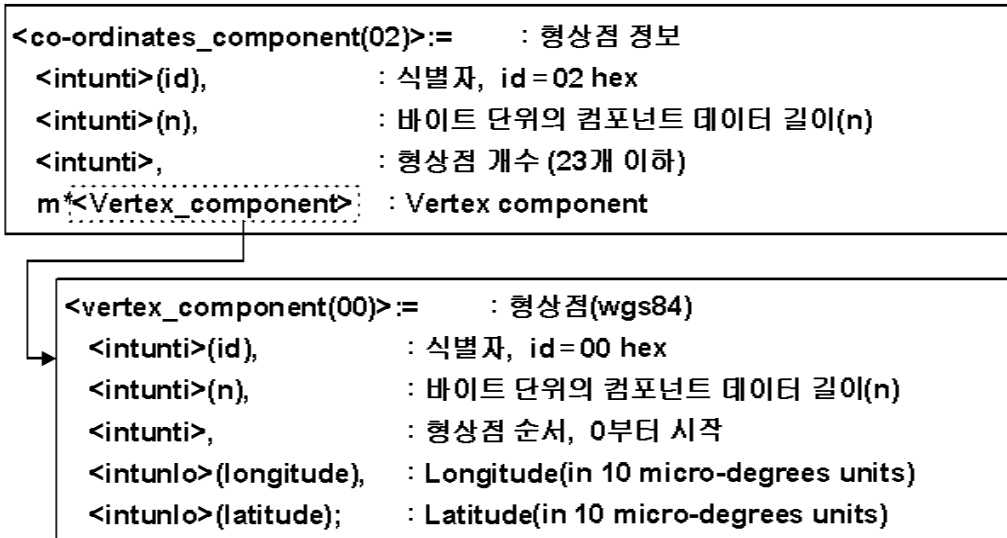 <co-ordinates_component(02)>:= : 형상점 정보
<intunti>(id), : 식별자, id = 02 hex
<intunti>(n), : 바이트 단위의 컴포넌트 데이터 길이(n)
<intunti>, : 형상점 개수 (23개 이하)
m*<Vertex_component> : Vertex component
<vertex_component(00)>:= : 형상점(wgs84)
<intunti>(id), : 식별자, id = 00 hex
<intunti>(n), : 바이트 단위의 컴포넌트 데이터 길이(n)
<intunti>, : 형상점 순서, 0부터 시작
<intunlo>(longitude), : Longitude(in 10 micro-degrees units)
<intunlo>(latitude); : Latitude(in 10 micro-degrees units)